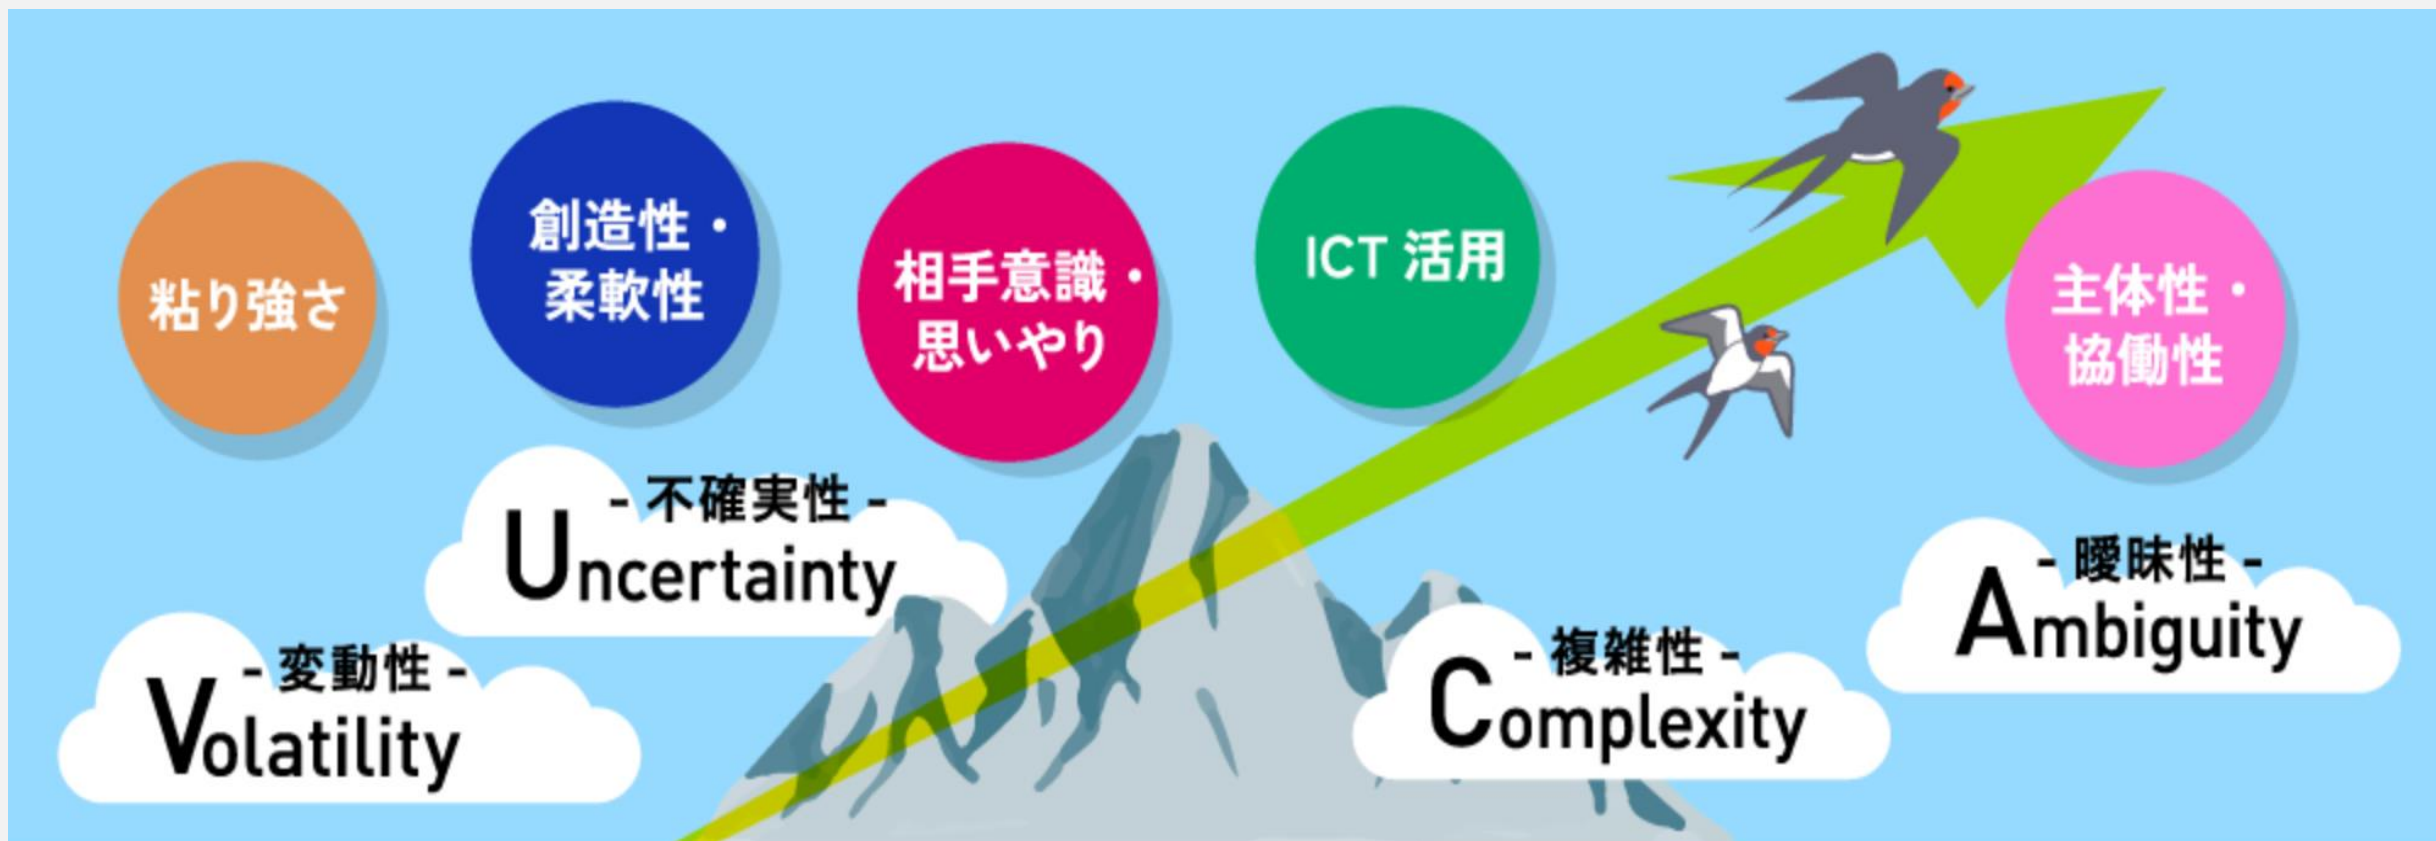 粘り強さ
創造性・
柔軟性
相手意識・
思いやり
ICT 活用
主体性・
協働性
- 変動性 -
Volatility
- 不確実性 -
Uncertainty
- 複雑性 -
Complexity
- 曖昧性 -
Ambiguity